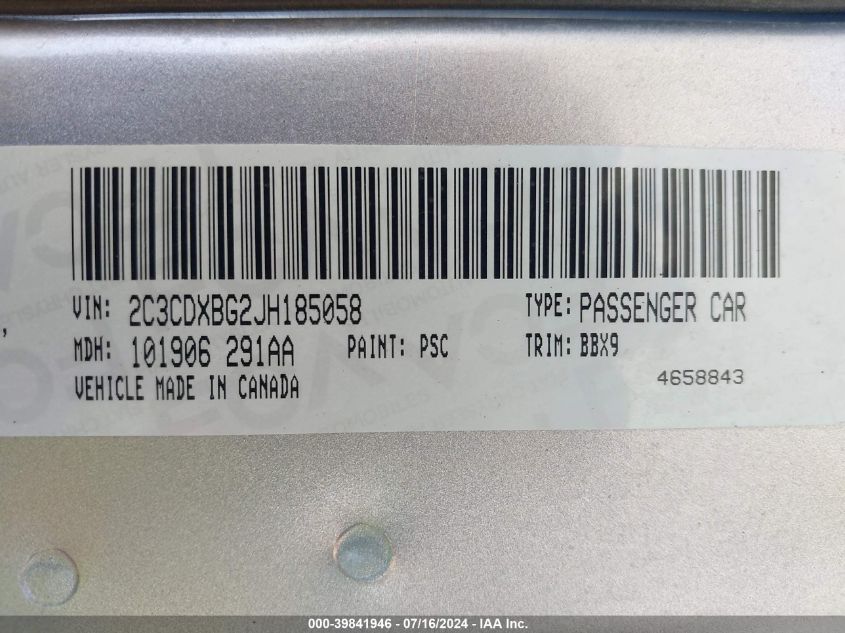 VIN: 2C3CDXBG2JH185058 TYPE: PASSENGER CAR
MDH: 101906 291AA PAINT: PSC TRIM: BBX9
VEHICLE MADE IN CANADA 4658843
000-39841946 - 07/16/2024 - IAA Inc.